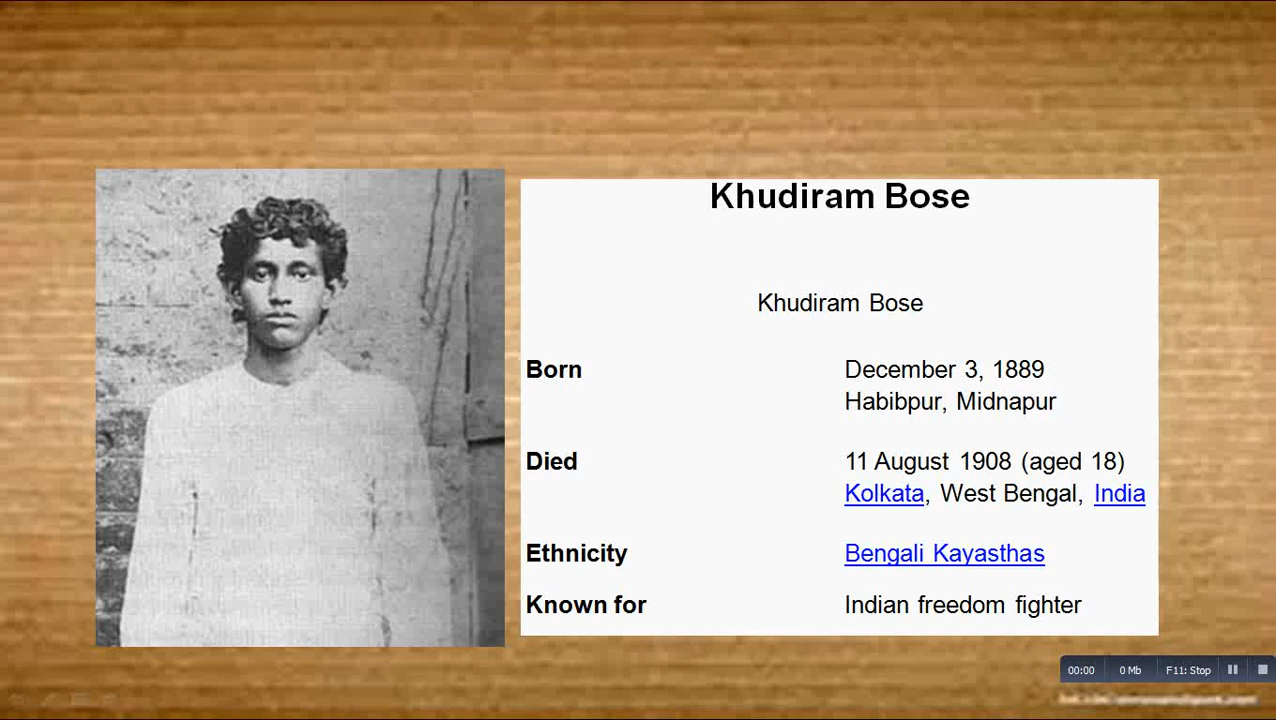 Khudiram Bose
Khudiram Bose
Born December 3, 1889
Habibpur, Midnapur
Died 11 August 1908 (aged 18)
Kolkata, West Bengal, India
Ethnicity Bengali Kayasthas
Known for Indian freedom fighter
00:00 0 Mb F11: Stop